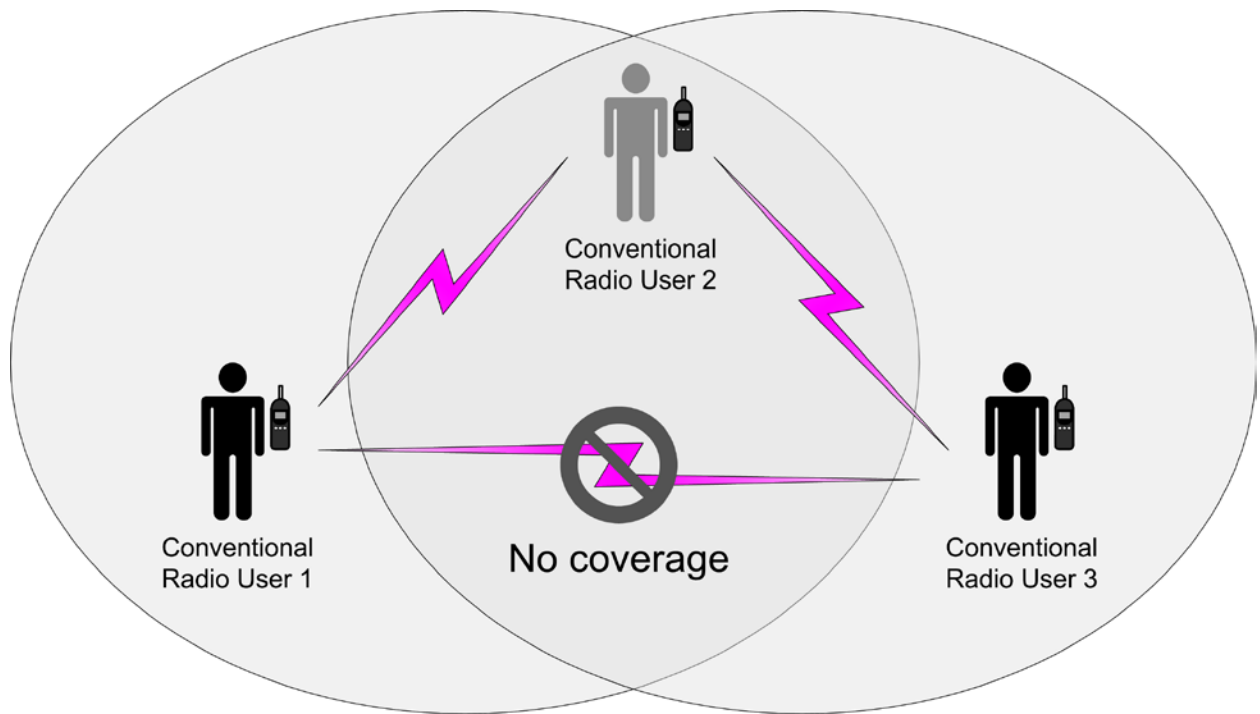 Conventional
Radio User 2
Conventional
Radio User 1
No coverage
Conventional
Radio User 3